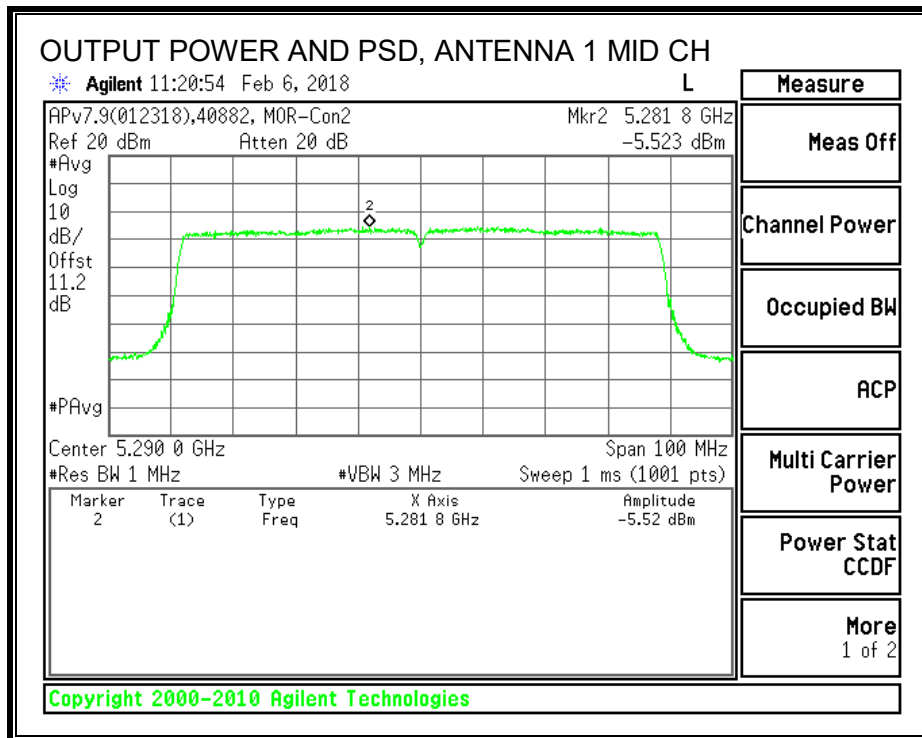 OUTPUT POWER AND PSD, ANTENNA 1 MID CH
Agilent 11:20:54 Feb 6, 2018 L
APv7.9(012318),40882, MOR-Con2 Mkr2 5.281 8 GHz
Ref 20 dBm Atten 20 dB -5.523 dBm
#Avg
Log
10
dB/
Offst
11.2
dB
#PAvg
2
Center 5.290 0 GHz Span 100 MHz
#Res BW 1 MHz #VBW 3 MHz Sweep 1 ms (1001 pts)
Marker Trace Type X Axis Amplitude
2 (1) Freq 5.281 8 GHz -5.52 dBm
Measure
Meas Off
Channel Power
Occupied BW
ACP
Multi Carrier
Power
Power Stat
CCDF
More
1 of 2
Copyright 2000-2010 Agilent Technologies